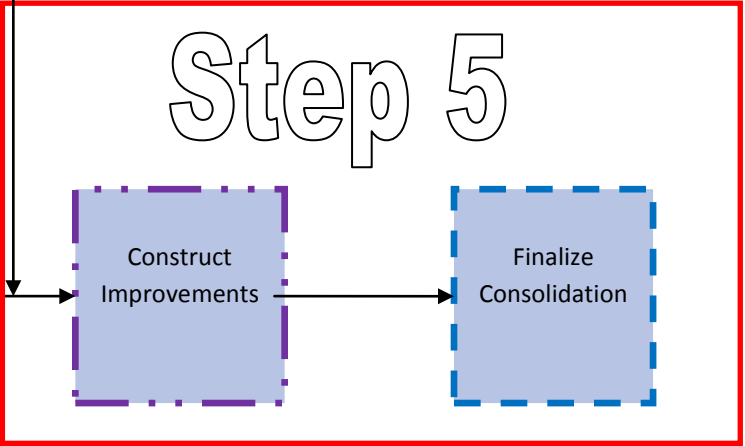 Step 5
Construct
Improvements
Finalize
Consolidation